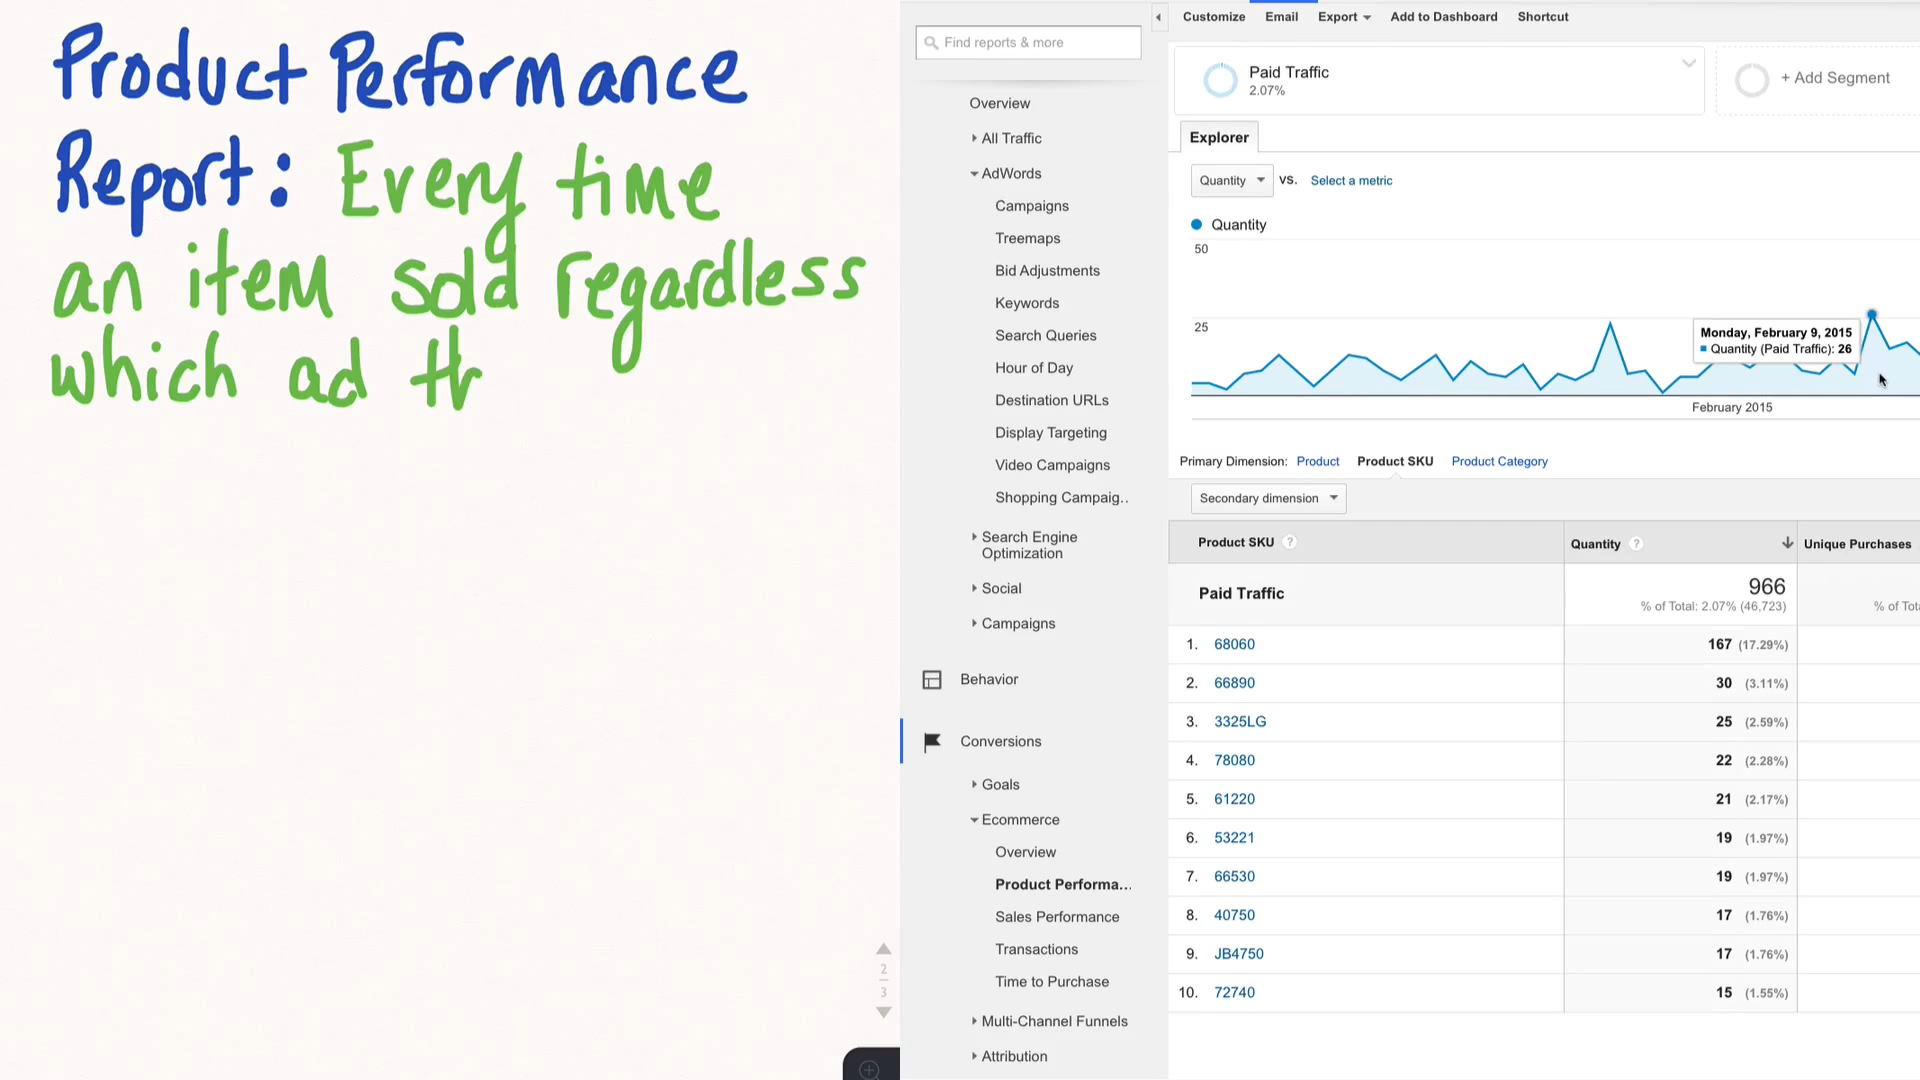 Product Performance
Report: Every time
an item sold regardless
which ad th
2
3
Find reports & more
Overview
All Traffic
AdWords
Campaigns
Treemaps
Bid Adjustments
Keywords
Search Queries
Hour of Day
Destination URLs
Display Targeting
Video Campaigns
Shopping Campaig..
Search Engine
Optimization
Social
Campaigns
Behavior
Conversions
Goals
Ecommerce
Overview
Product Performa...
Sales Performance
Transactions
Time to Purchase
Multi-Channel Funnels
Attribution
Customize Email Export Add to Dashboard Shortcut
Paid Traffic
2.07%
+ Add Segment
Explorer
Quantity VS. Select a metric
Quantity
50
25
Monday, February 9, 2015
Quantity (Paid Traffic): 26
February 2015
Primary Dimension: Product Product SKU Product Category
Secondary dimension
Product SKU ? Quantity ? Unique Purchases
Paid Traffic 966
% of Total: 2.07% (46,723) % of Tot
1. 68060 167 (17.29%)
2. 66890 30 (3.11%)
3. 3325LG 25 (2.59%)
4. 78080 22 (2.28%)
5. 61220 21 (2.17%)
6. 53221 19 (1.97%)
7. 66530 19 (1.97%)
8. 40750 17 (1.76%)
9. JB4750 17 (1.76%)
10. 72740 15 (1.55%)